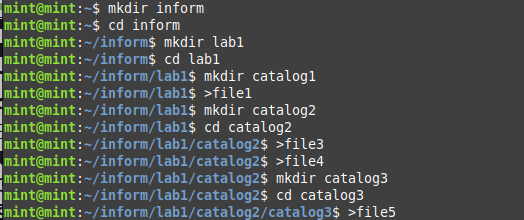 mint@mint:~$ mkdir inform
mint@mint:~$ cd inform
mint@mint:~/inform$ mkdir lab1
mint@mint:~/inform$ cd lab1
mint@mint:~/inform/lab1$ mkdir catalog1
mint@mint:~/inform/lab1$ >file1
mint@mint:~/inform/lab1$ mkdir catalog2
mint@mint:~/inform/lab1$ cd catalog2
mint@mint:~/inform/lab1/catalog2$ >file3
mint@mint:~/inform/lab1/catalog2$ >file4
mint@mint:~/inform/lab1/catalog2$ mkdir catalog3
mint@mint:~/inform/lab1/catalog2$ cd catalog3
mint@mint:~/inform/lab1/catalog2/catalog3$ >file5